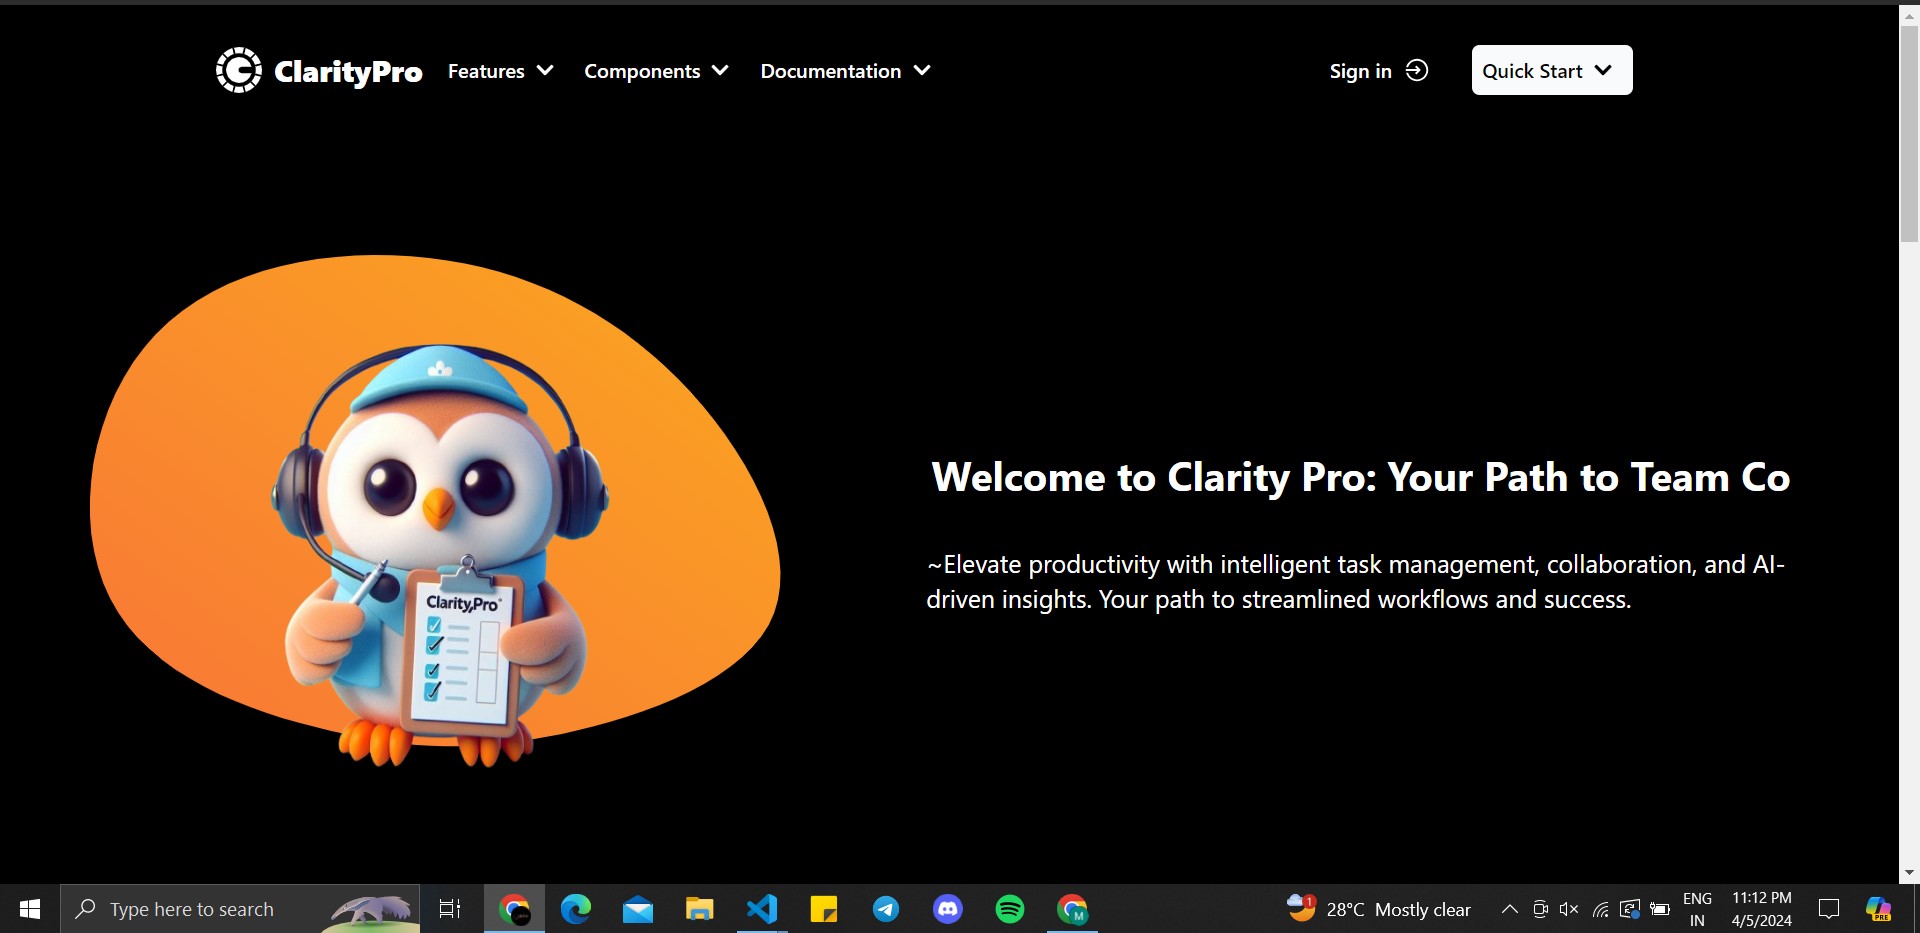 ClarityPro Features Components Documentation Sign in Quick Start
Welcome to Clarity Pro: Your Path to Team Co
~Elevate productivity with intelligent task management, collaboration, and AI-
driven insights. Your path to streamlined workflows and success.
Clarity,Pro
Type here to search
1
M
28°C Mostly clear
ENG
IN
11:12 PM
4/5/2024
PRE